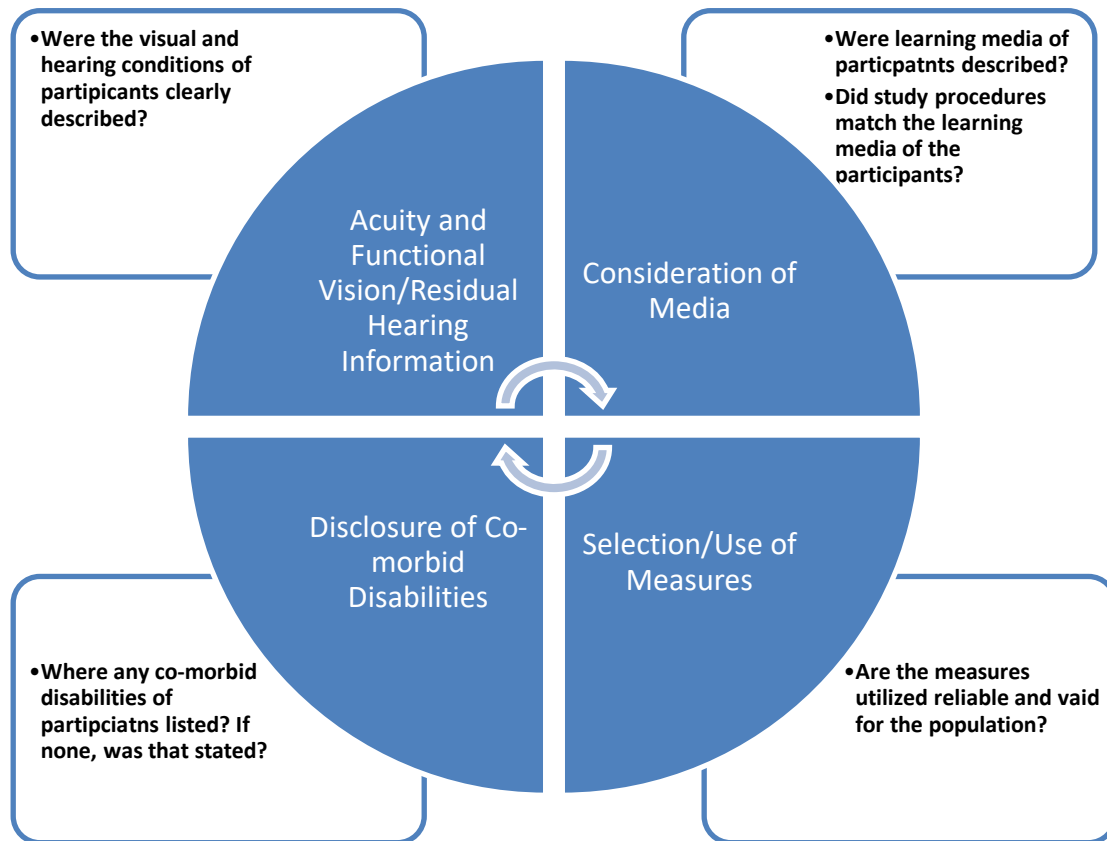 •Were the visual and
hearing conditions of
partipicants clearly
described?
•Were learning media of
particpatnts described?
•Did study procedures
match the learning
media of the
participants?
Acuity and
Functional
Vision/Residual
Hearing
Information
Consideration of
Media
Disclosure of Co-
morbid
Disabilities
Selection/Use of
Measures
•Where any co-morbid
disabilities of
partipciatns listed? If
none, was that stated?
•Are the measures
utilized reliable and vaid
for the population?